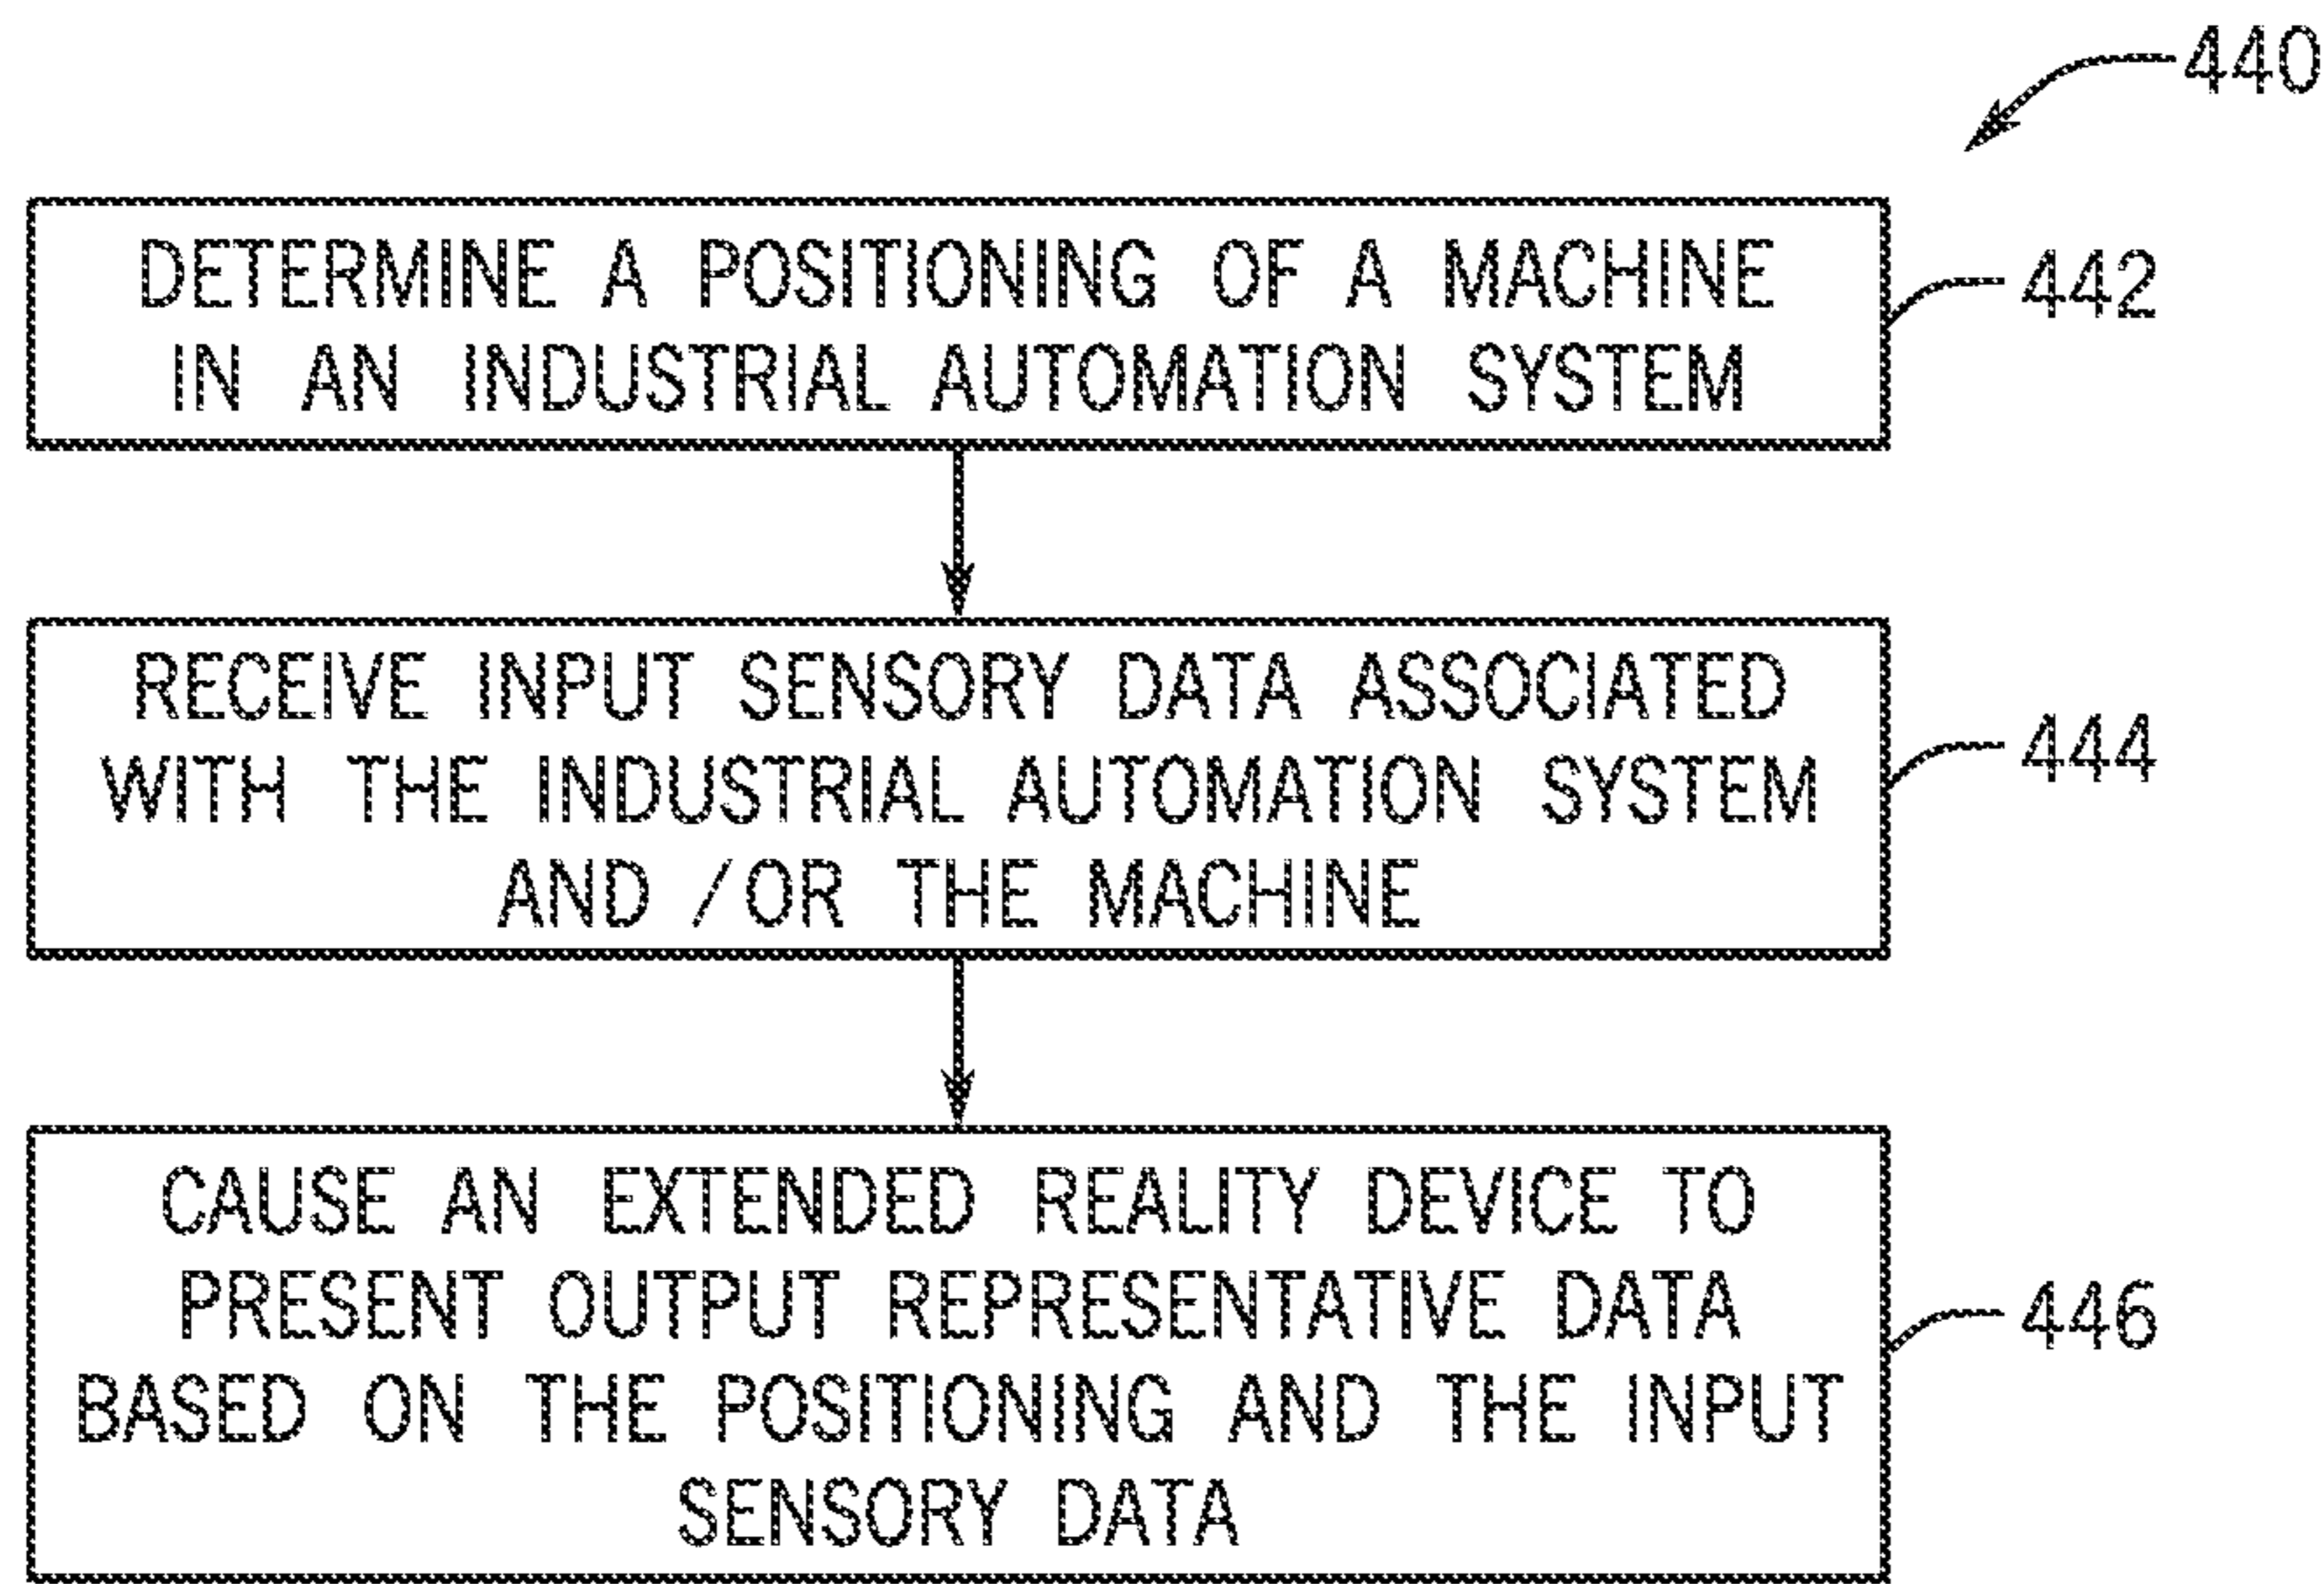 440
DETERMINE A POSITIONING OF A MACHINE
IN AN INDUSTRIAL AUTOMATION SYSTEM
442
RECEIVE INPUT SENSORY DATA ASSOCIATED
WITH THE INDUSTRIAL AUTOMATION SYSTEM
AND /OR THE MACHINE
444
CAUSE AN EXTENDED REALITY DEVICE TO
PRESENT OUTPUT REPRESENTATIVE DATA
BASED ON THE POSITIONING AND THE INPUT
SENSORY DATA
446